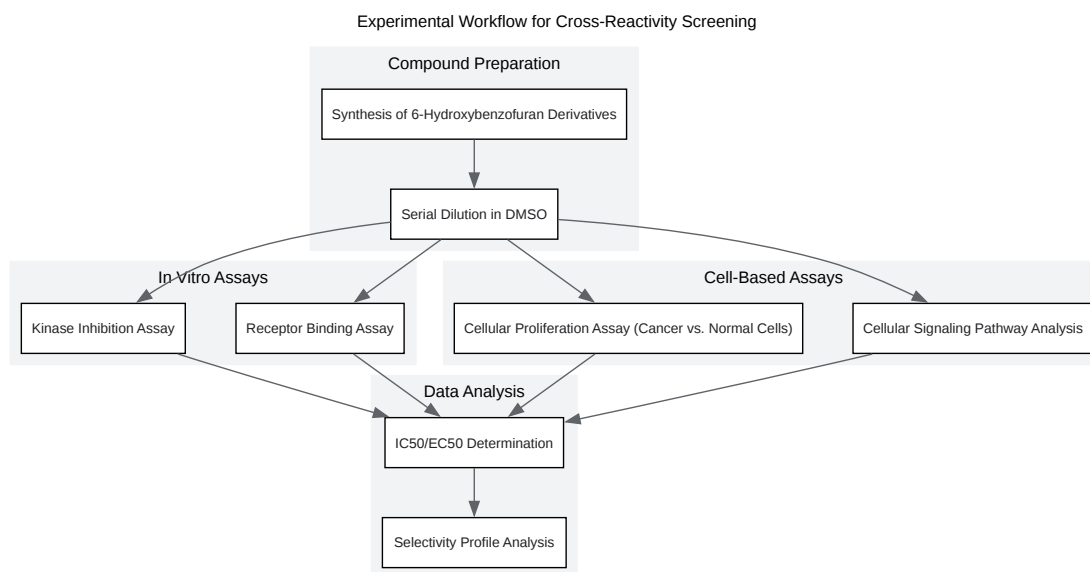 Experimental Workflow for Cross-Reactivity Screening
Compound Preparation
Synthesis of 6-Hydroxybenzofuran Derivatives
Serial Dilution in DMSO
In Vitro Assays
Cell-Based Assays
Kinase Inhibition Assay
Receptor Binding Assay
Cellular Proliferation Assay (Cancer vs. Normal Cells)
Cellular Signaling Pathway Analysis
Data Analysis
IC50/EC50 Determination
Selectivity Profile Analysis